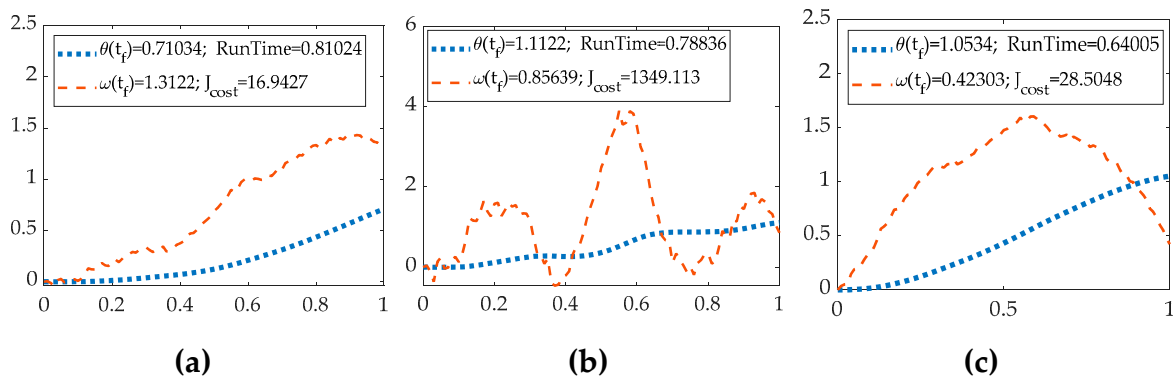 2.5
2
1.5
1
0.5
0
0 0.2 0.4 0.6 0.8 1
θ(t_f)=0.71034; RunTime=0.81024
ω(t_f)=1.3122; J_cost=16.9427
(a)
6
4
2
0
0 0.2 0.4 0.6 0.8 1
θ(t_f)=1.1122; RunTime=0.78836
ω(t_f)=0.85639; J_cost=1349.113
(b)
2.5
2
1.5
1
0.5
0
0 0.5 1
θ(t_f)=1.0534; RunTime=0.64005
ω(t_f)=0.42303; J_cost=28.5048
(c)